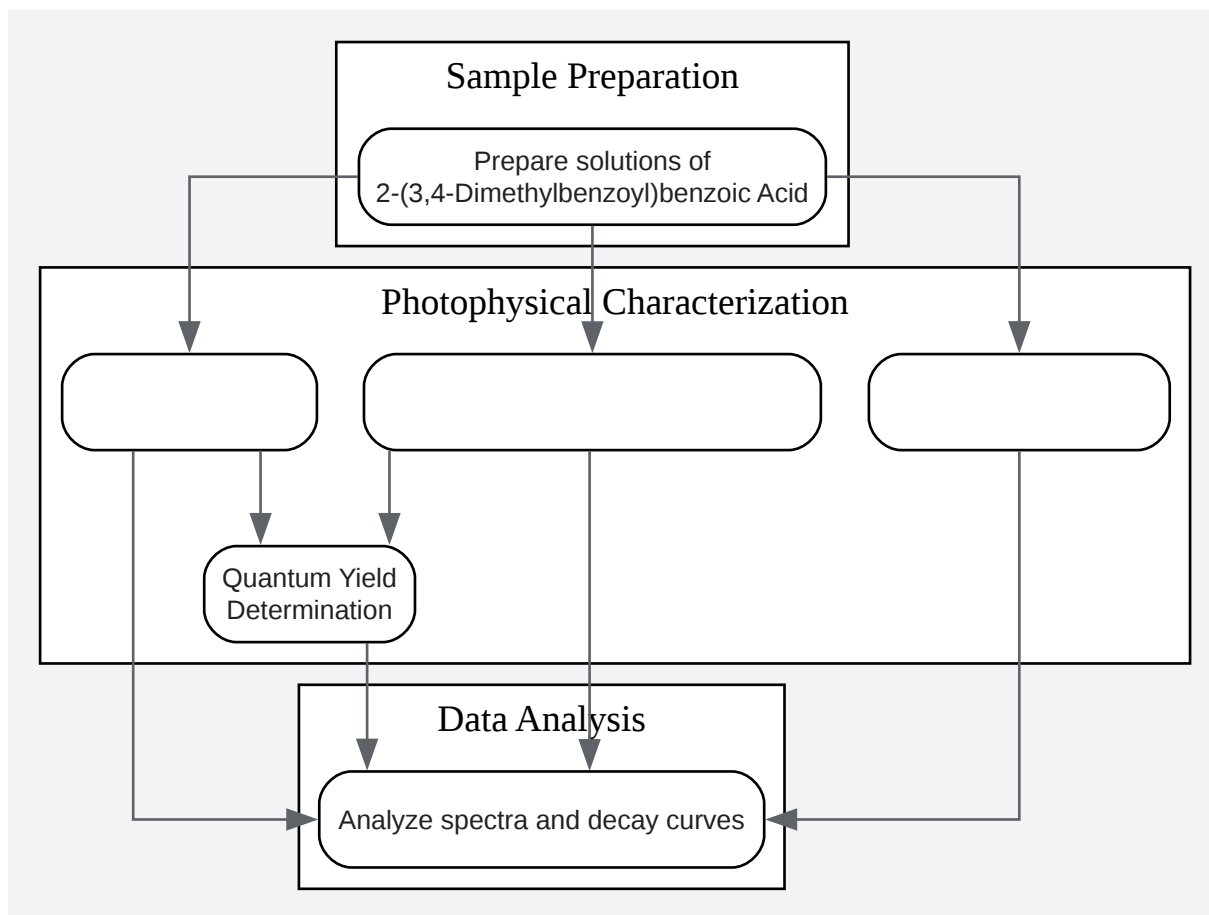 Sample Preparation
Prepare solutions of
2-(3,4-Dimethylbenzoyl)benzoic Acid
Photophysical Characterization
Quantum Yield
Determination
Data Analysis
Analyze spectra and decay curves